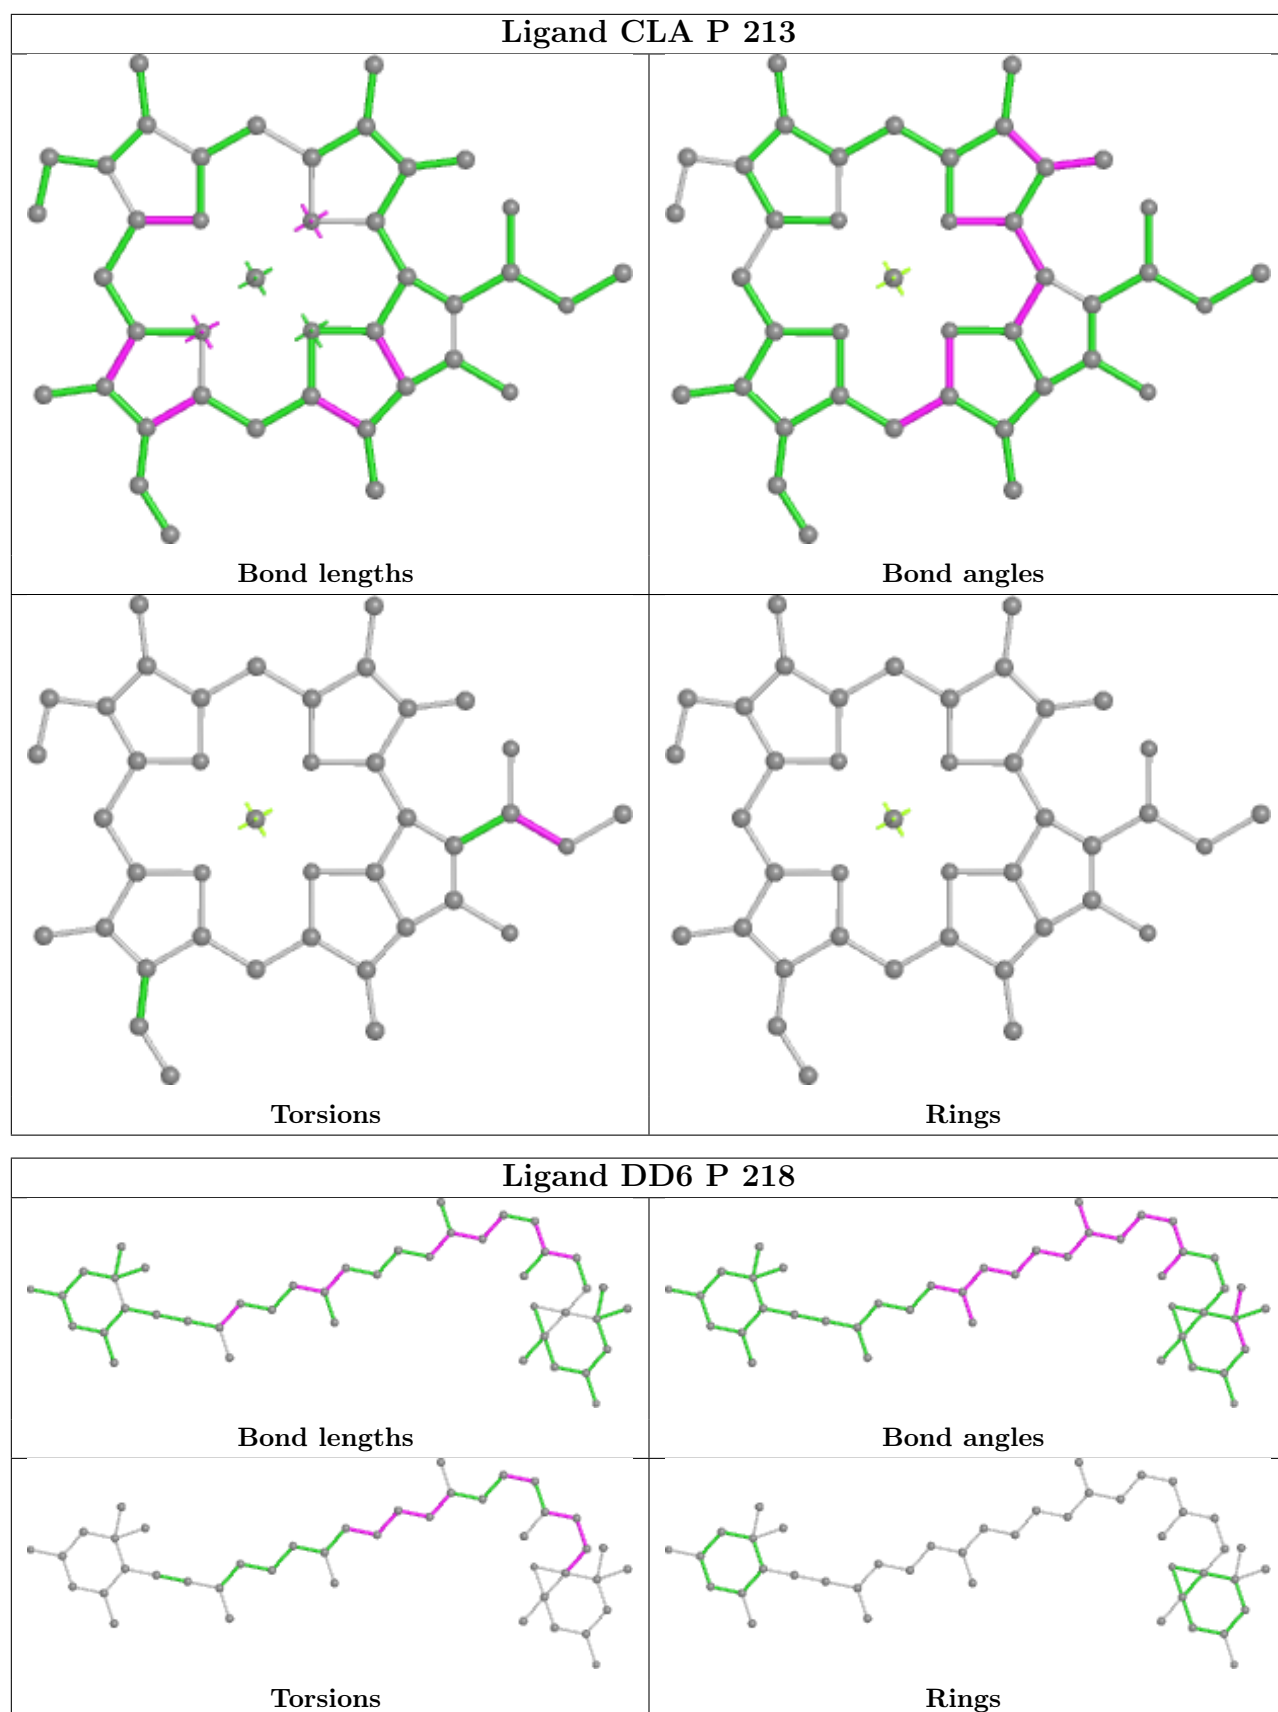 Ligand CLA P 213
Bond lengths
Bond angles
Torsions
Rings
Ligand DD6 P 218
Bond lengths
Bond angles
Torsions
Rings